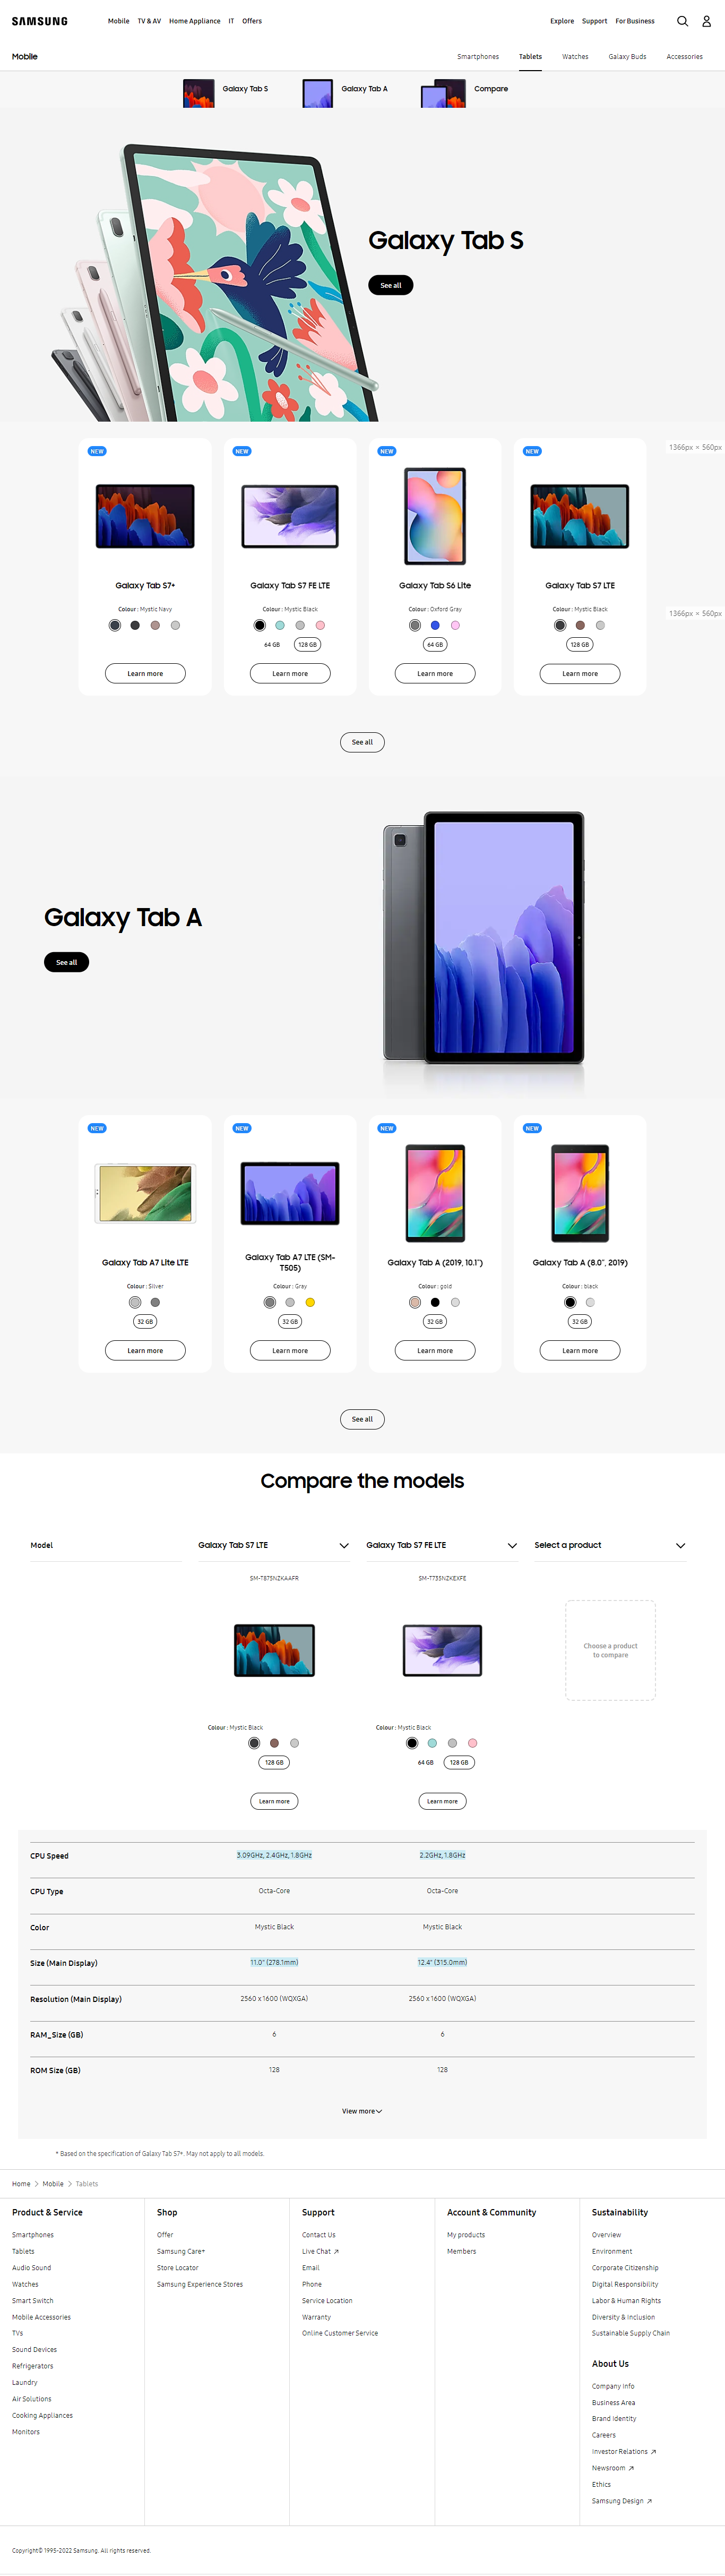 SAMSUNG
Mobile TV & AV Home Appliance IT Offers
Explore Support For Business
Mobile
Smartphones Tablets Watches Galaxy Buds Accessories
Galaxy Tab S
Galaxy Tab A
Compare
Galaxy Tab S
See all
1366px × 560px
NEW
Galaxy Tab S7+
Colour : Mystic Navy
Learn more
NEW
Galaxy Tab S7 FE LTE
Colour : Mystic Black
64 GB 128 GB
Learn more
NEW
Galaxy Tab S6 Lite
Colour : Oxford Gray
64 GB
Learn more
NEW
Galaxy Tab S7 LTE
Colour : Mystic Black
128 GB
Learn more
1366px × 560px
See all
Galaxy Tab A
See all
NEW
Galaxy Tab A7 Lite LTE
Colour : Silver
32 GB
Learn more
NEW
Galaxy Tab A7 LTE (SM-
T505)
Colour : Gray
32 GB
Learn more
NEW
Galaxy Tab A (2019, 10.1")
Colour : gold
32 GB
Learn more
NEW
Galaxy Tab A (8.0", 2019)
Colour : black
32 GB
Learn more
See all
Compare the models
Model
Galaxy Tab S7 LTE
Galaxy Tab S7 FE LTE
Select a product
SM-T875NZKAAFR
SM-T735NZKEXFE
Choose a product
to compare
Colour : Mystic Black
128 GB
Learn more
Colour : Mystic Black
64 GB 128 GB
Learn more
CPU Speed 3.09GHz, 2.4GHz, 1.8GHz 2.2GHz, 1.8GHz
CPU Type Octa-Core Octa-Core
Color Mystic Black Mystic Black
Size (Main Display) 11.0" (278.1mm) 12.4" (315.0mm)
Resolution (Main Display) 2560 x 1600 (WQXGA) 2560 x 1600 (WQXGA)
RAM_Size (GB) 6 6
ROM Size (GB) 128 128
View more
* Based on the specification of Galaxy Tab S7+. May not apply to all models.
Home > Mobile > Tablets
Product & Service
Smartphones
Tablets
Audio Sound
Watches
Smart Switch
Mobile Accessories
TVs
Sound Devices
Refrigerators
Laundry
Air Solutions
Cooking Appliances
Monitors
Shop
Offer
Samsung Care+
Store Locator
Samsung Experience Stores
Support
Contact Us
Live Chat
Email
Phone
Service Location
Warranty
Online Customer Service
Account & Community
My products
Members
Sustainability
Overview
Environment
Corporate Citizenship
Digital Responsibility
Labor & Human Rights
Diversity & Inclusion
Sustainable Supply Chain
About Us
Company Info
Business Area
Brand Identity
Careers
Investor Relations
Newsroom
Ethics
Samsung Design
Copyright© 1995-2022 Samsung. All rights reserved.